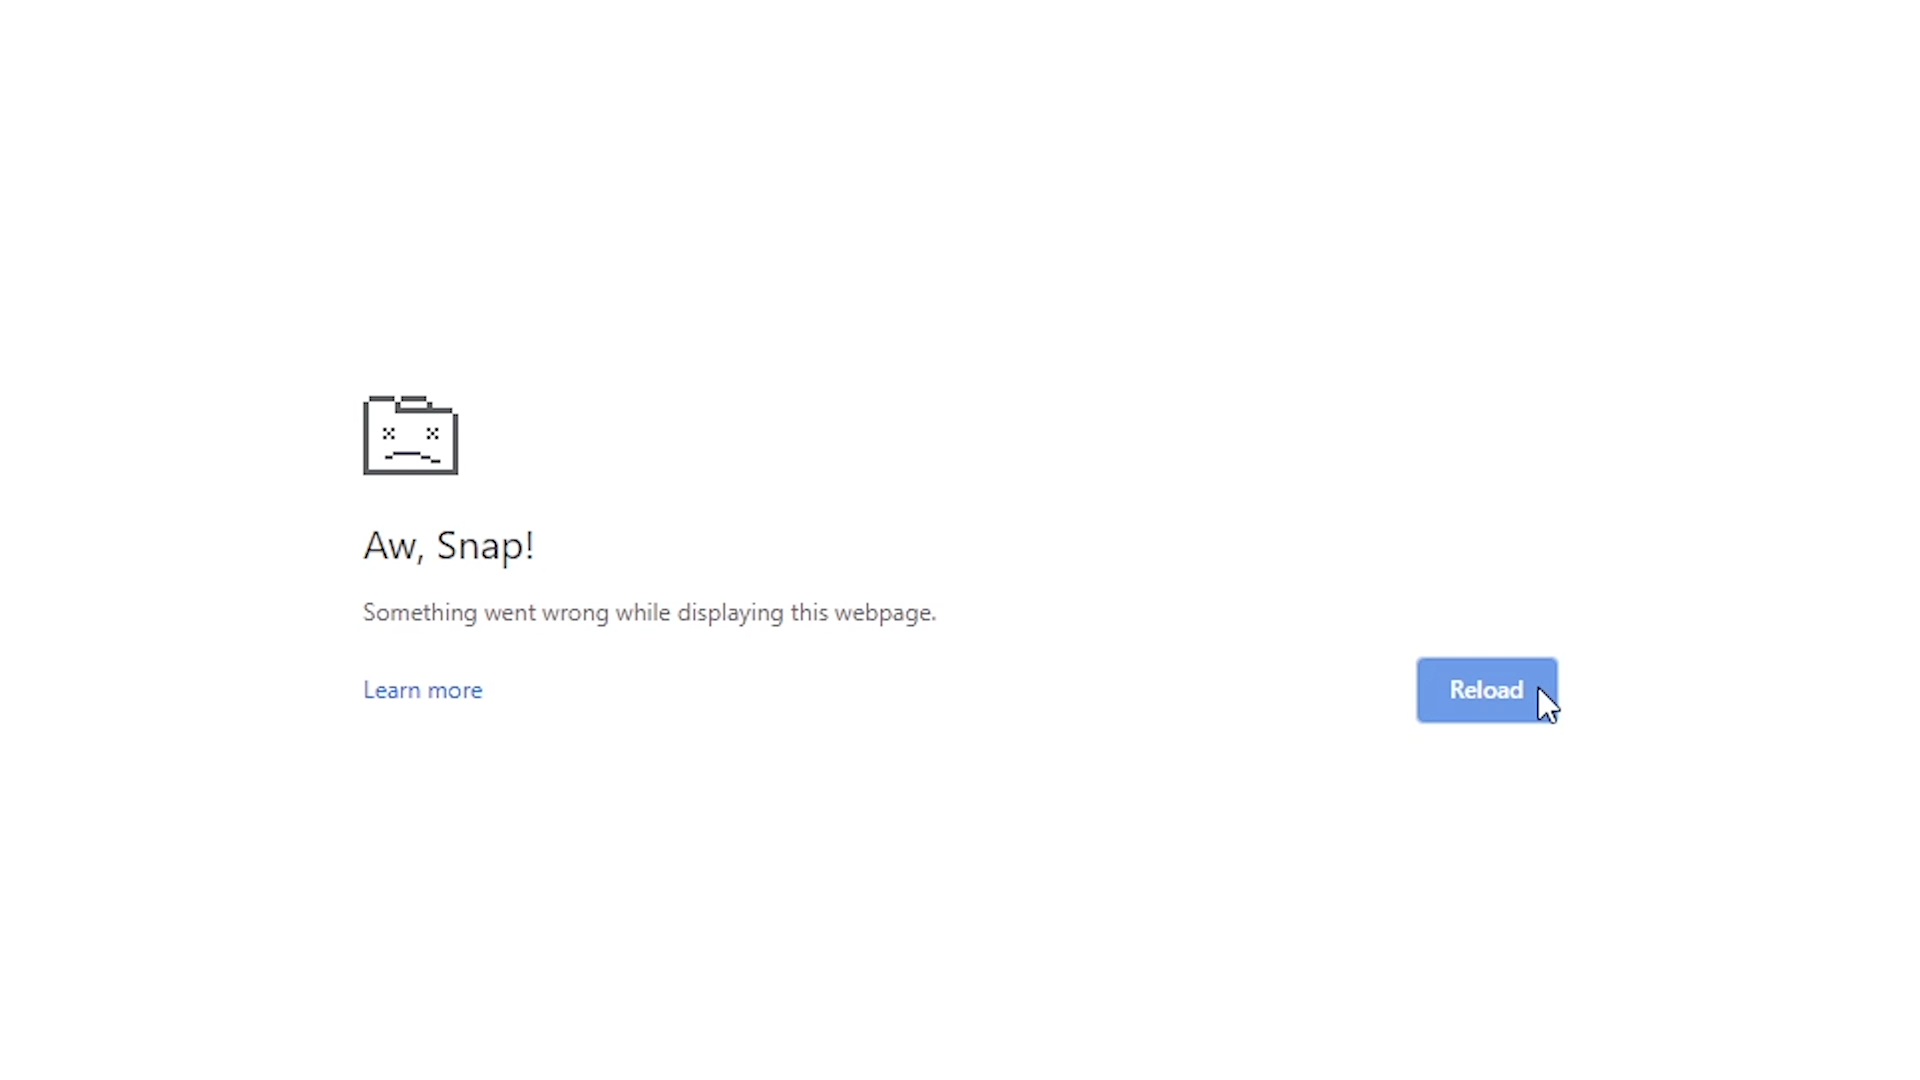 Aw, Snap!
Something went wrong while displaying this webpage.
Learn more
Reload